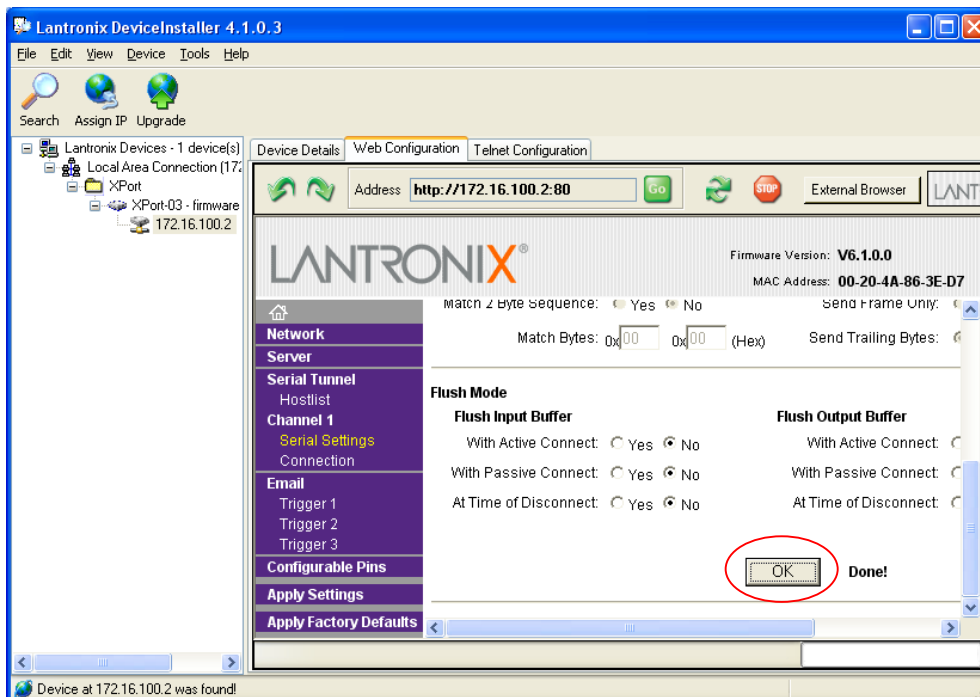 Lantronix DeviceInstaller 4.1.0.3
File Edit View Device Tools Help
Search Assign IP Upgrade
Lantronix Devices - 1 device(s)
Local Area Connection (172
XPort
XPort-03 - firmware
172.16.100.2
Device Details Web Configuration Telnet Configuration
Address http://172.16.100.2:80 Go STOP External Browser LANT
LANTRONIX®
Firmware Version: V6.1.0.0
MAC Address: 00-20-4A-86-3E-D7
Network
Server
Serial Tunnel
Hostlist
Channel 1
Serial Settings
Connection
Email
Trigger 1
Trigger 2
Trigger 3
Configurable Pins
Apply Settings
Apply Factory Defaults
Match 2 Byte Sequence: Yes No Send Frame Only:
Match Bytes: 0x 00 0x 00 (Hex) Send Trailing Bytes:
Flush Mode
Flush Input Buffer Flush Output Buffer
With Active Connect: Yes No With Active Connect:
With Passive Connect: Yes No With Passive Connect:
At Time of Disconnect: Yes No At Time of Disconnect:
OK Done!
Device at 172.16.100.2 was found!